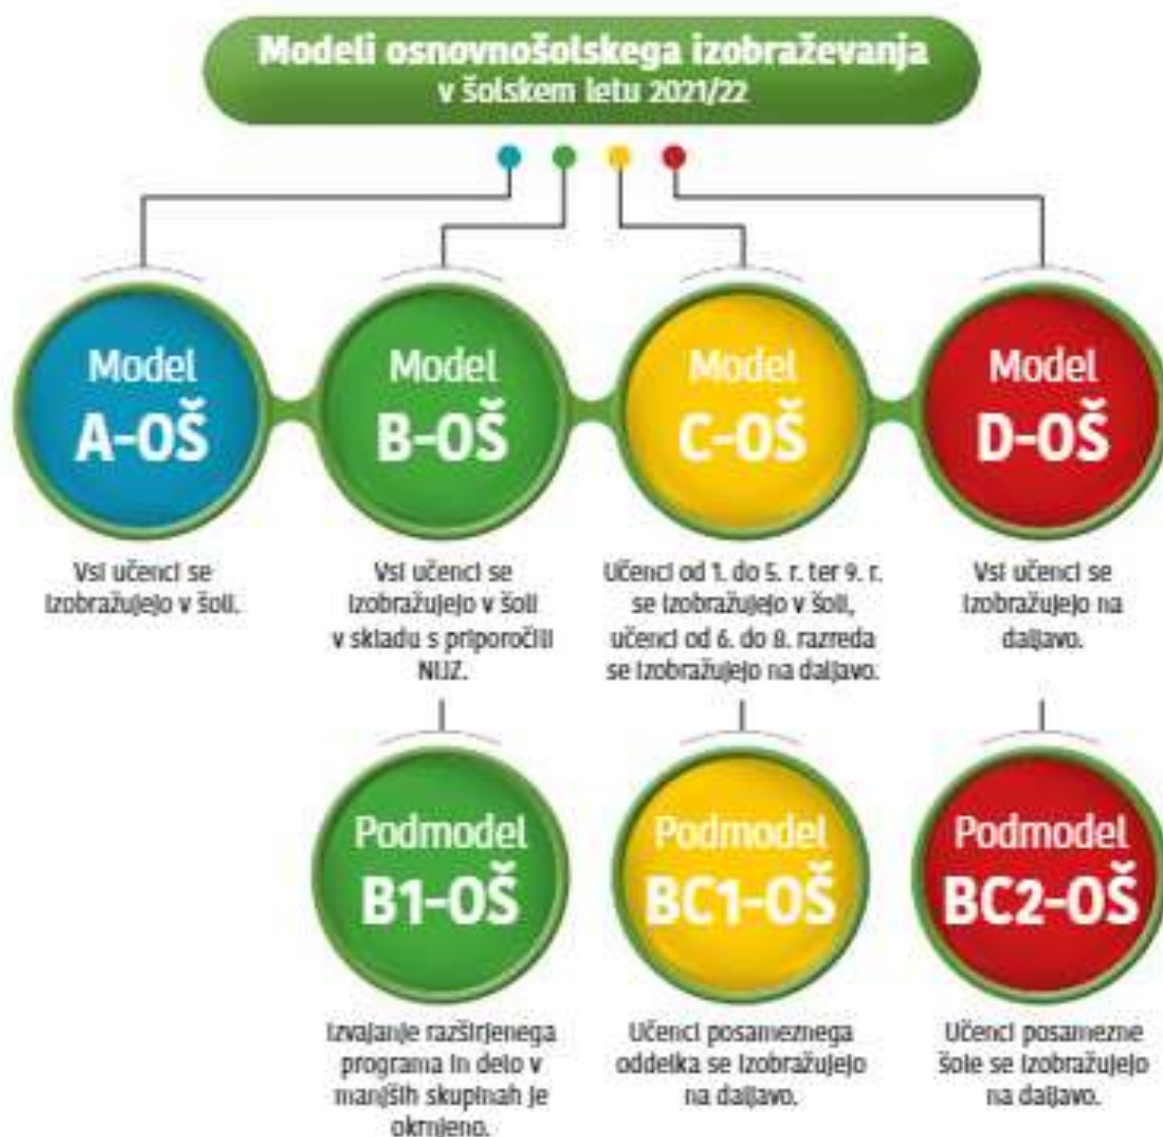 Modeli osnovnošolskega izobraževanja
v šolskem letu 2021/22
Model
A-OŠ
Vsi učenci se
izobražujejo v šoli.
Model
B-OŠ
Vsi učenci se
izobražujejo v šoli
v skladu s priporočili
NIJZ.
Model
C-OŠ
Učenci od 1. do 5. r. ter 9. r.
se izobražujejo v šoli,
učenci od 6. do 8. razreda
se izobražujejo na daljavo.
Model
D-OŠ
Vsi učenci se
izobražujejo na
daljavo.
Podmodel
B1-OŠ
Izvajanje razširjenega
programa in delo v
manjših skupinah je
okrnjeno.
Podmodel
BC1-OŠ
Učenci posameznega
oddelka se izobražujejo
na daljavo.
Podmodel
BC2-OŠ
Učenci posamezne
šole se izobražujejo
na daljavo.